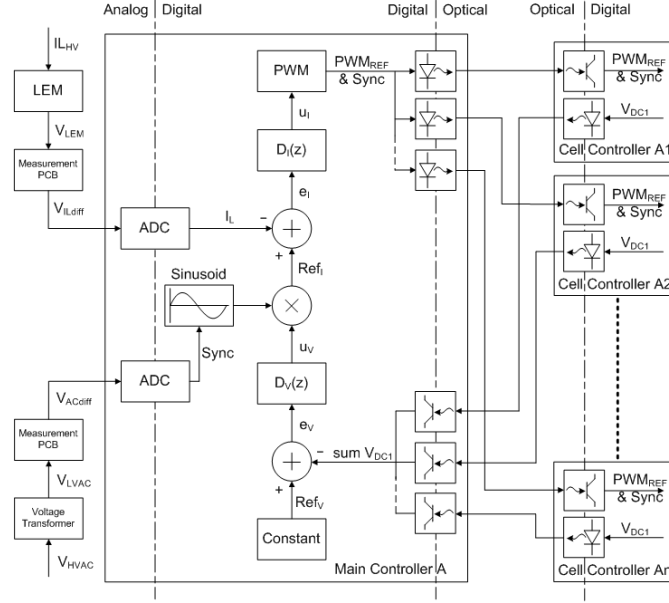 Analog
Digital
Digital
Optical
Optical
Digital
IL_HV
LEM
V_LEM
Measurement
PCB
V_ILdiff
ADC
I_L
PWM
PWM_REF
& Sync
u_I
D_I(z)
e_I
−
+
+
Ref_I
Sinusoid
×
Sync
ADC
u_V
D_V(z)
e_V
−
sum V_DC1
+
+
Ref_V
Constant
V_ACdiff
Measurement
PCB
V_LVAC
Voltage
Transformer
V_HVAC
Main Controller A
PWM_REF
& Sync
V_DC1
Cell Controller A1
PWM_REF
& Sync
V_DC1
Cell Controller A2
PWM_REF
& Sync
V_DC1
Cell Controller An